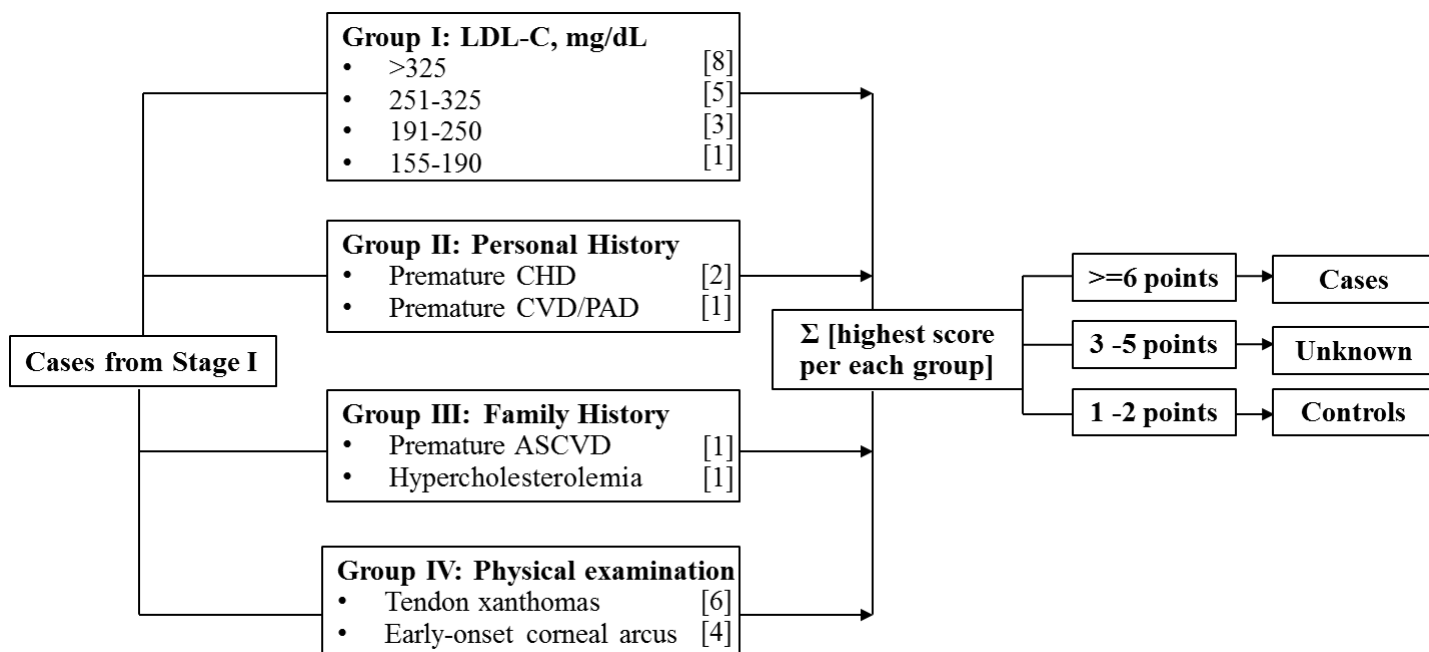 Group I: LDL-C, mg/dL
• >325 [8]
• 251-325 [5]
• 191-250 [3]
• 155-190 [1]
Group II: Personal History
• Premature CHD [2]
• Premature CVD/PAD [1]
Cases from Stage I
Group III: Family History
• Premature ASCVD [1]
• Hypercholesterolemia [1]
Group IV: Physical examination
• Tendon xanthomas [6]
• Early-onset corneal arcus [4]
Σ [highest score
per each group]
>=6 points
Cases
3 -5 points
Unknown
1 -2 points
Controls